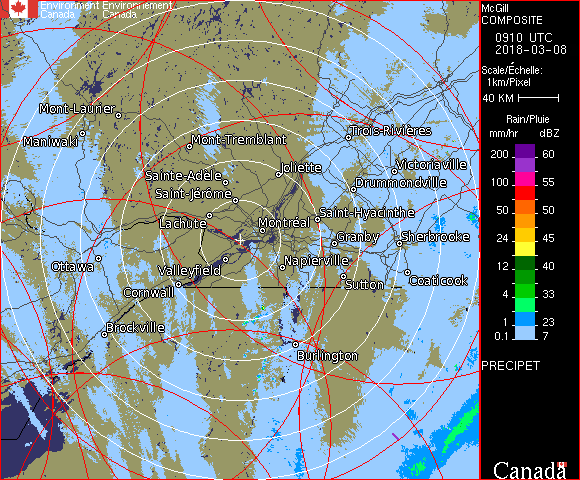 Environment Environnement
Canada Canada
McGill
COMPOSITE
0910 UTC
2018-03-08
Scale/Échelle:
1km/Pixel
40 KM
Rain/Pluie
mm/hr dBZ
200 60
100 55
50 50
24 45
12 40
4 33
1 23
0.1 7
PRECIPET
Mont-Laurier
Maniwaki
Mont-Tremblant
Trois-Rivières
Joliette
Victoriaville
Sainte-Adèle
Drummondville
Saint-Jérôme
Lachute
Saint-Hyacinthe
Montréal
Granby
Sherbrooke
Ottawa
Valleyfield
Napierville
Cornwall
Sutton
Coaticook
Brockville
Burlington
Canada